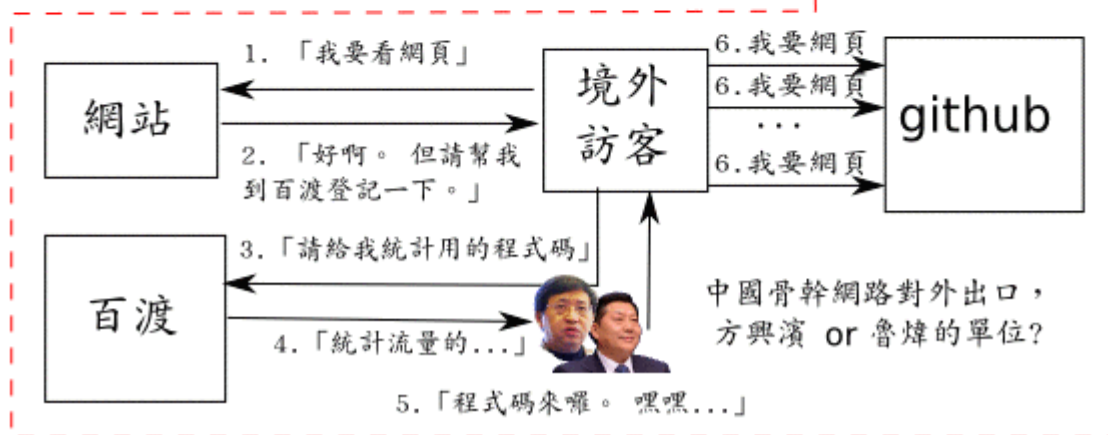 1. 「我要看網頁」
網站
2. 「好啊。 但請幫我
到百渡登記一下。」
境外
訪客
6.我要網頁
6.我要網頁
...
6.我要網頁
github
3.「請給我統計用的程式碼」
百渡
4.「統計流量的...」
5.「程式碼來囉。 嘿嘿...」
中國骨幹網路對外出口，
方興濱 or 魯煒的單位?